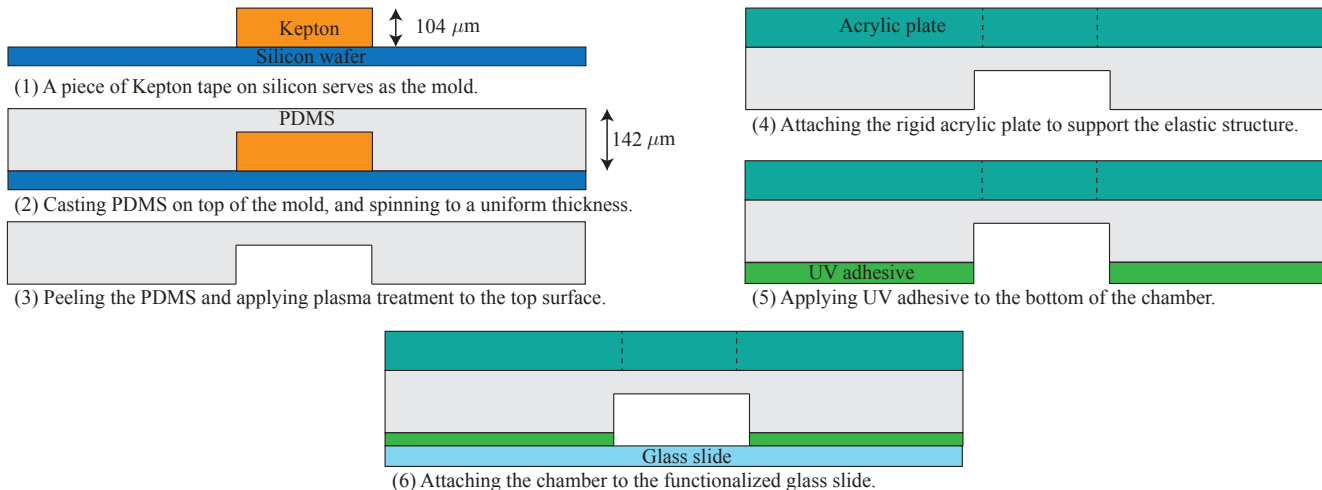 Kepton
104 μm
Silicon wafer
(1) A piece of Kepton tape on silicon serves as the mold.
PDMS
142 μm
(2) Casting PDMS on top of the mold, and spinning to a uniform thickness.
(3) Peeling the PDMS and applying plasma treatment to the top surface.
Acrylic plate
(4) Attaching the rigid acrylic plate to support the elastic structure.
UV adhesive
(5) Applying UV adhesive to the bottom of the chamber.
Glass slide
(6) Attaching the chamber to the functionalized glass slide.